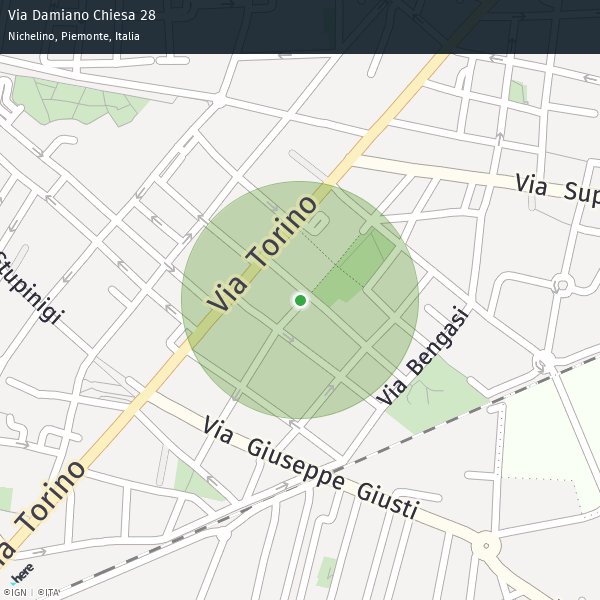 Via Damiano Chiesa 28
Nichelino, Piemonte, Italia
Via Sup
Via Torino
Stupinigi
Via Bengasi
Via Giuseppe Giusti
a Torino
here
©IGN | ©ITA